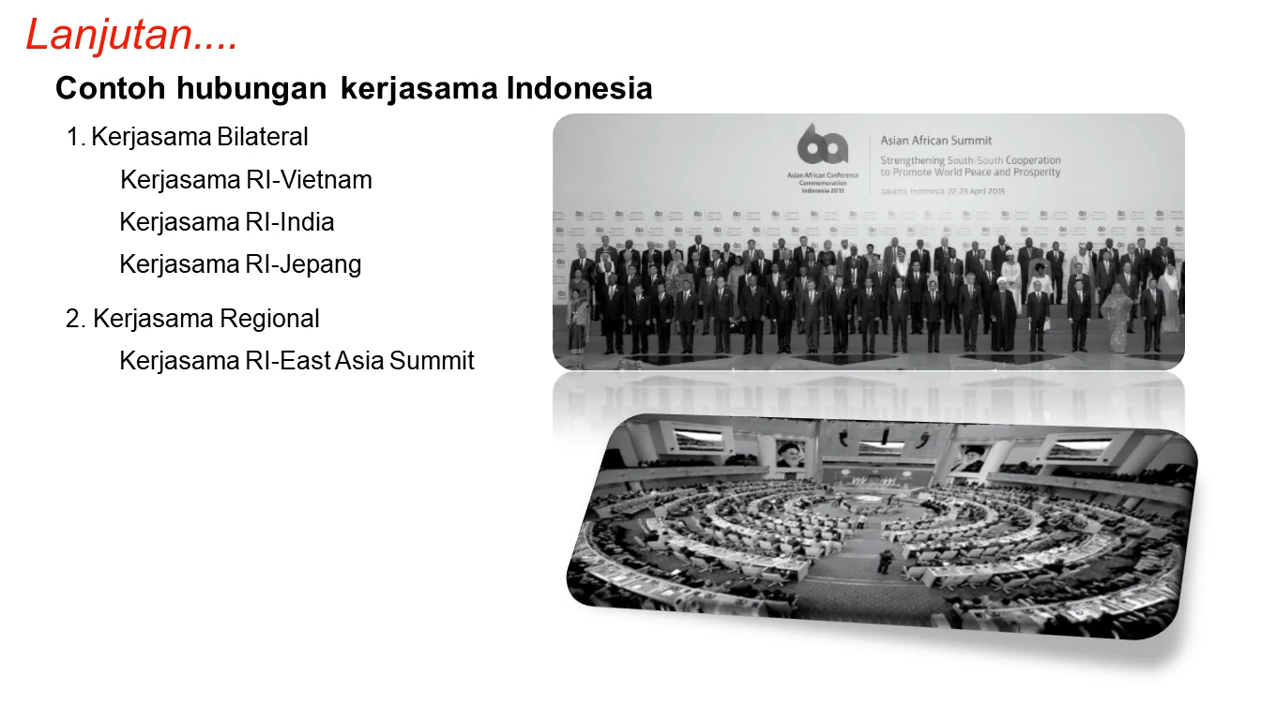 Lanjutan....
Contoh hubungan kerjasama Indonesia
1. Kerjasama Bilateral
Kerjasama RI-Vietnam
Kerjasama RI-India
Kerjasama RI-Jepang
2. Kerjasama Regional
Kerjasama RI-East Asia Summit
60
Asian African Conference
Commemoration
Indonesia 2015
Asian African Summit
Strengthening South-South Cooperation
to Promote World Peace and Prosperity
Jakarta, Indonesia, 22-23 April 2015